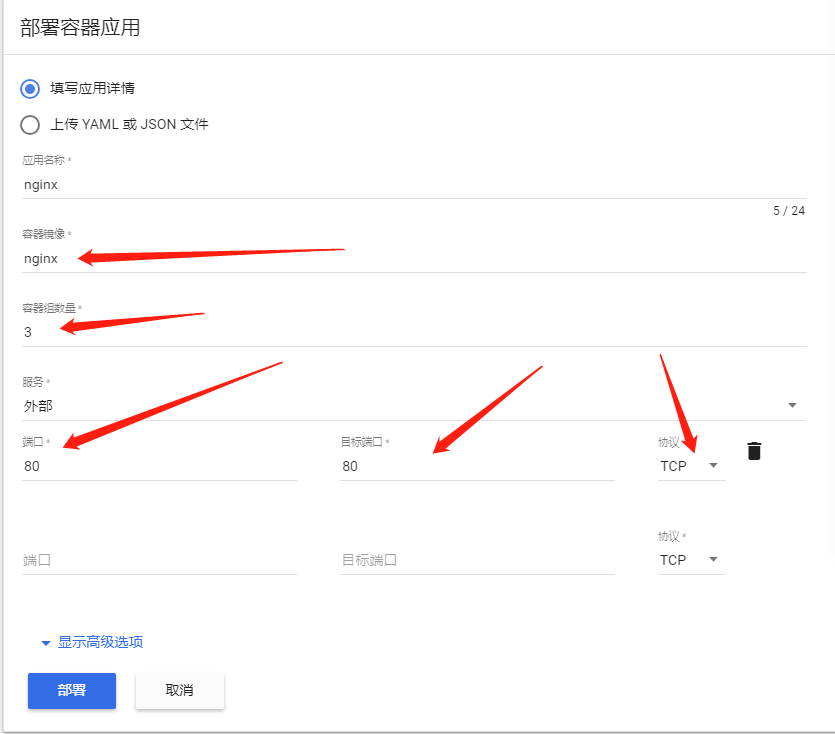 部署容器应用
填写应用详情
上传 YAML 或 JSON 文件
应用名称 *
nginx
5 / 24
容器镜像 *
nginx
容器组数量 *
3
服务 *
外部
端口 * 目标端口 * 协议 *
80 80 TCP
协议 *
端口 目标端口 TCP
显示高级选项
部署 取消